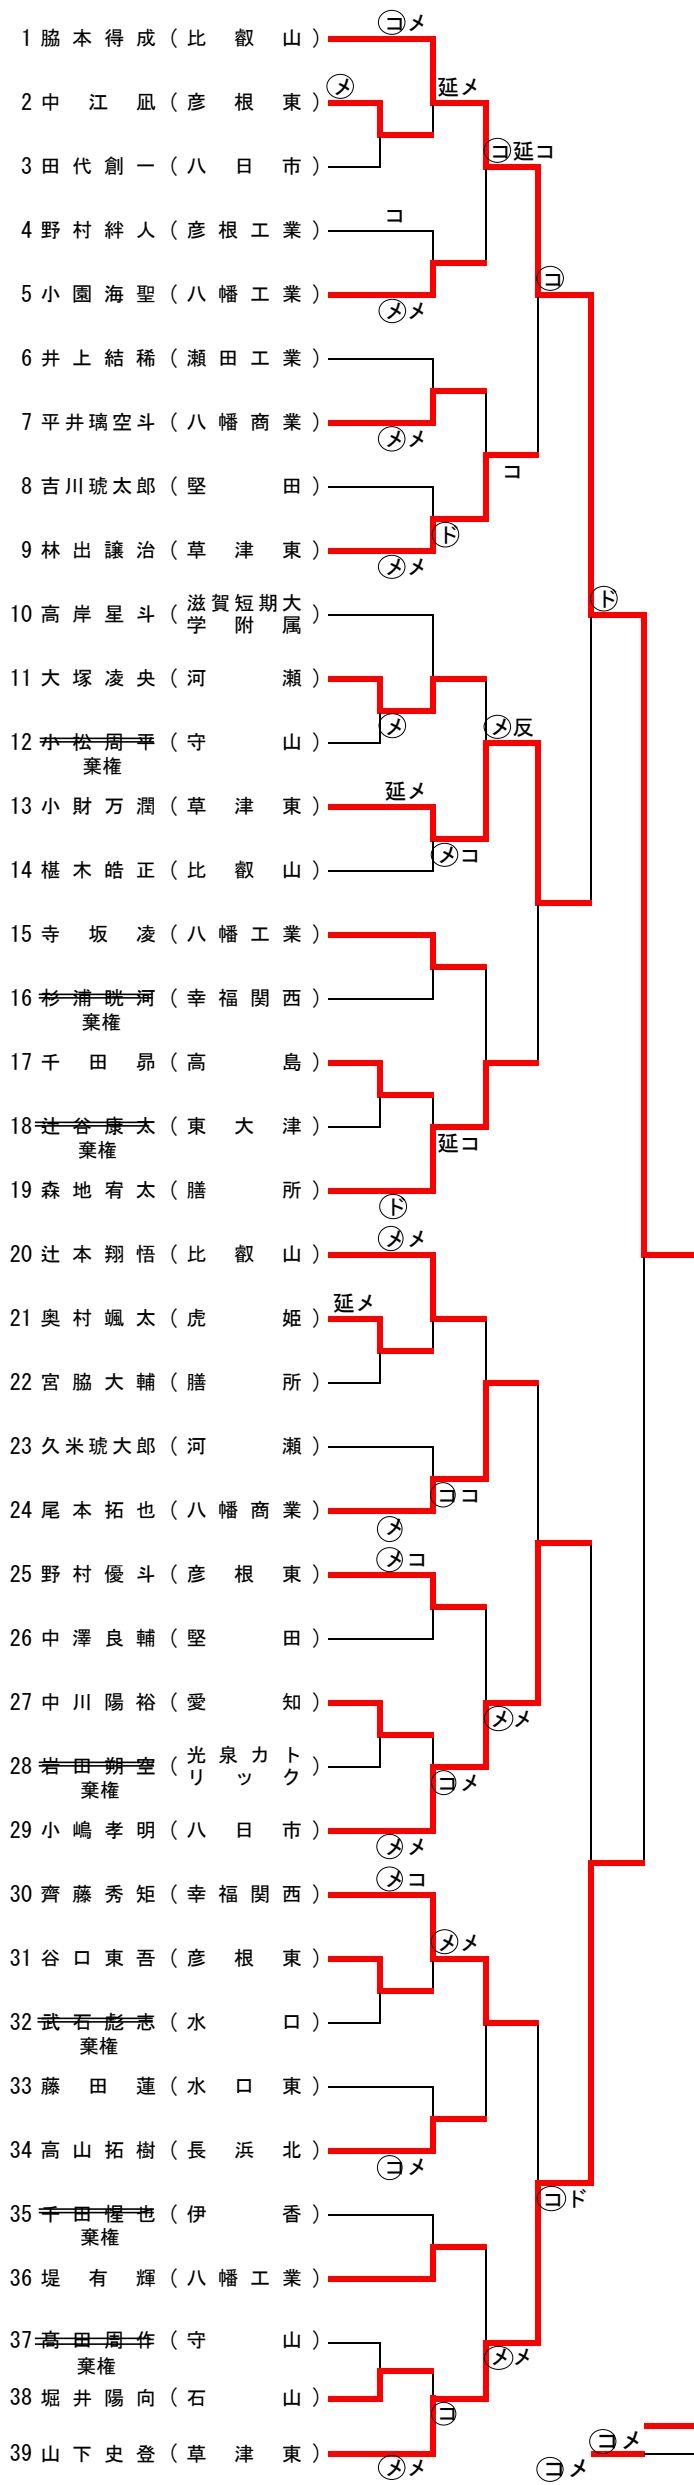 コメ
1 脇本得成（比叡山）
メ 延メ
2 中江凪（彦根東）
コ延コ
3 田代創一（八日市）
コ
4 野村絆人（彦根工業）
コ
5 小園海聖（八幡工業）
メメ
6 井上結稀（瀬田工業）
7 平井璃空斗（八幡商業）
メメ
コ
8 吉川琥太郎（堅田）
ド
9 林出譲治（草津東）
メメ
ド
10 高岸星斗（滋賀短期大学附属）
11 大塚凌央（河瀬）
メ メ反
12 小松周平（守山）
棄権
延メ
13 小財万潤（草津東）
メコ
14 椹木皓正（比叡山）
15 寺坂凌（八幡工業）
16 杉浦晄河（幸福関西）
棄権
17 千田昴（高島）
18 辻谷康太（東大津）
延コ
棄権
19 森地宥太（膳所）
ド
メメ
20 辻本翔悟（比叡山）
延メ
21 奥村颯太（虎姫）
22 宮脇大輔（膳所）
23 久米琥大郎（河瀬）
ココ
24 尾本拓也（八幡商業）
メ
メコ
25 野村優斗（彦根東）
26 中澤良輔（堅田）
27 中川陽裕（愛知）
メメ
28 岩田朔空（光泉カトリック）
コメ
棄権
29 小嶋孝明（八日市）
メメ
メコ
30 齊藤秀矩（幸福関西）
メメ
31 谷口東吾（彦根東）
32 武石彪志（水口）
棄権
33 藤田蓮（水口東）
34 高山拓樹（長浜北）
コメ
コド
35 千田惺也（伊香）
棄権
36 堤有輝（八幡工業）
37 髙田周作（守山）
メメ
棄権
38 堀井陽向（石山）
コ
コメ
39 山下史登（草津東）
メメ
コメ